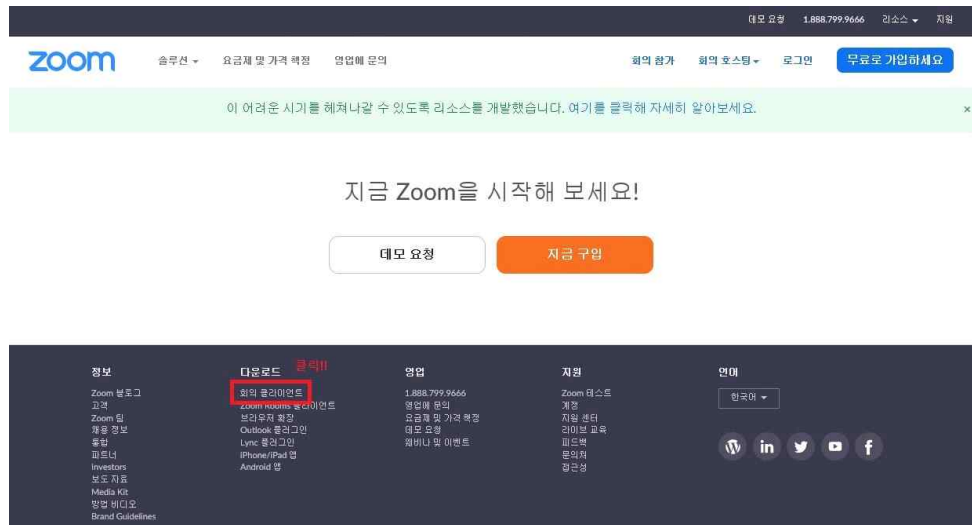 데모 요청 1.888.799.9666 리소스 지원
zoom 솔루션 요금제 및 가격 책정 영업에 문의 회의 참가 회의 호스팅 로그인 무료로 가입하세요
이 어려운 시기를 헤쳐나갈 수 있도록 리소스를 개발했습니다. 여기를 클릭해 자세히 알아보세요. ×
지금 Zoom을 시작해 보세요!
데모 요청 지금 구입
정보
Zoom 블로그
고객
Zoom 팀
채용 정보
통합
파트너
Investors
보도 자료
Media Kit
방법 비디오
Brand Guidelines
다운로드 클릭!!
회의 클라이언트
Zoom Rooms 클라이언트
브라우저 확장
Outlook 플러그인
Lync 플러그인
iPhone/iPad 앱
Android 앱
영업
1.888.799.9666
영업에 문의
요금제 및 가격 책정
데모 요청
웨비나 및 이벤트
지원
Zoom 테스트
계정
지원 센터
라이브 교육
피드백
문의처
접근성
언어
한국어